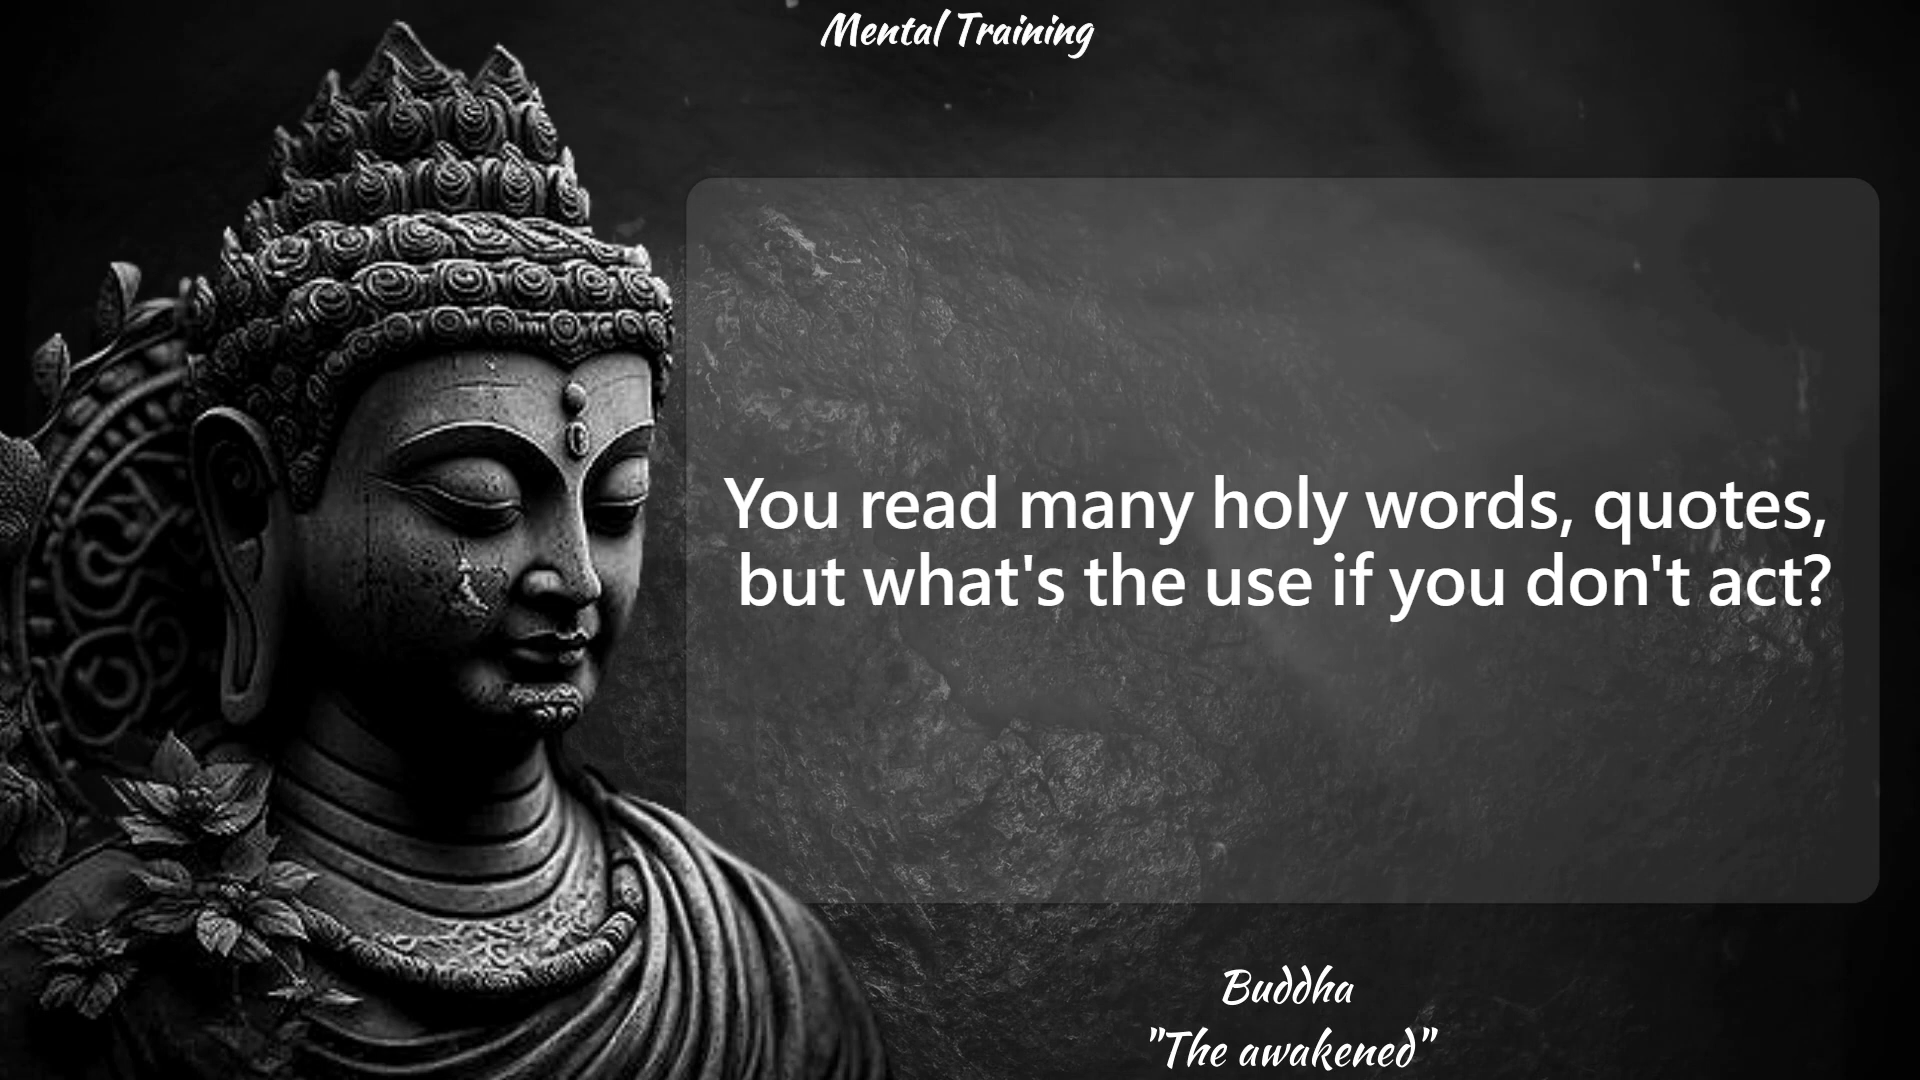 Mental Training
You read many holy words, quotes,
but what's the use if you don't act?
Buddha
"The awakened"